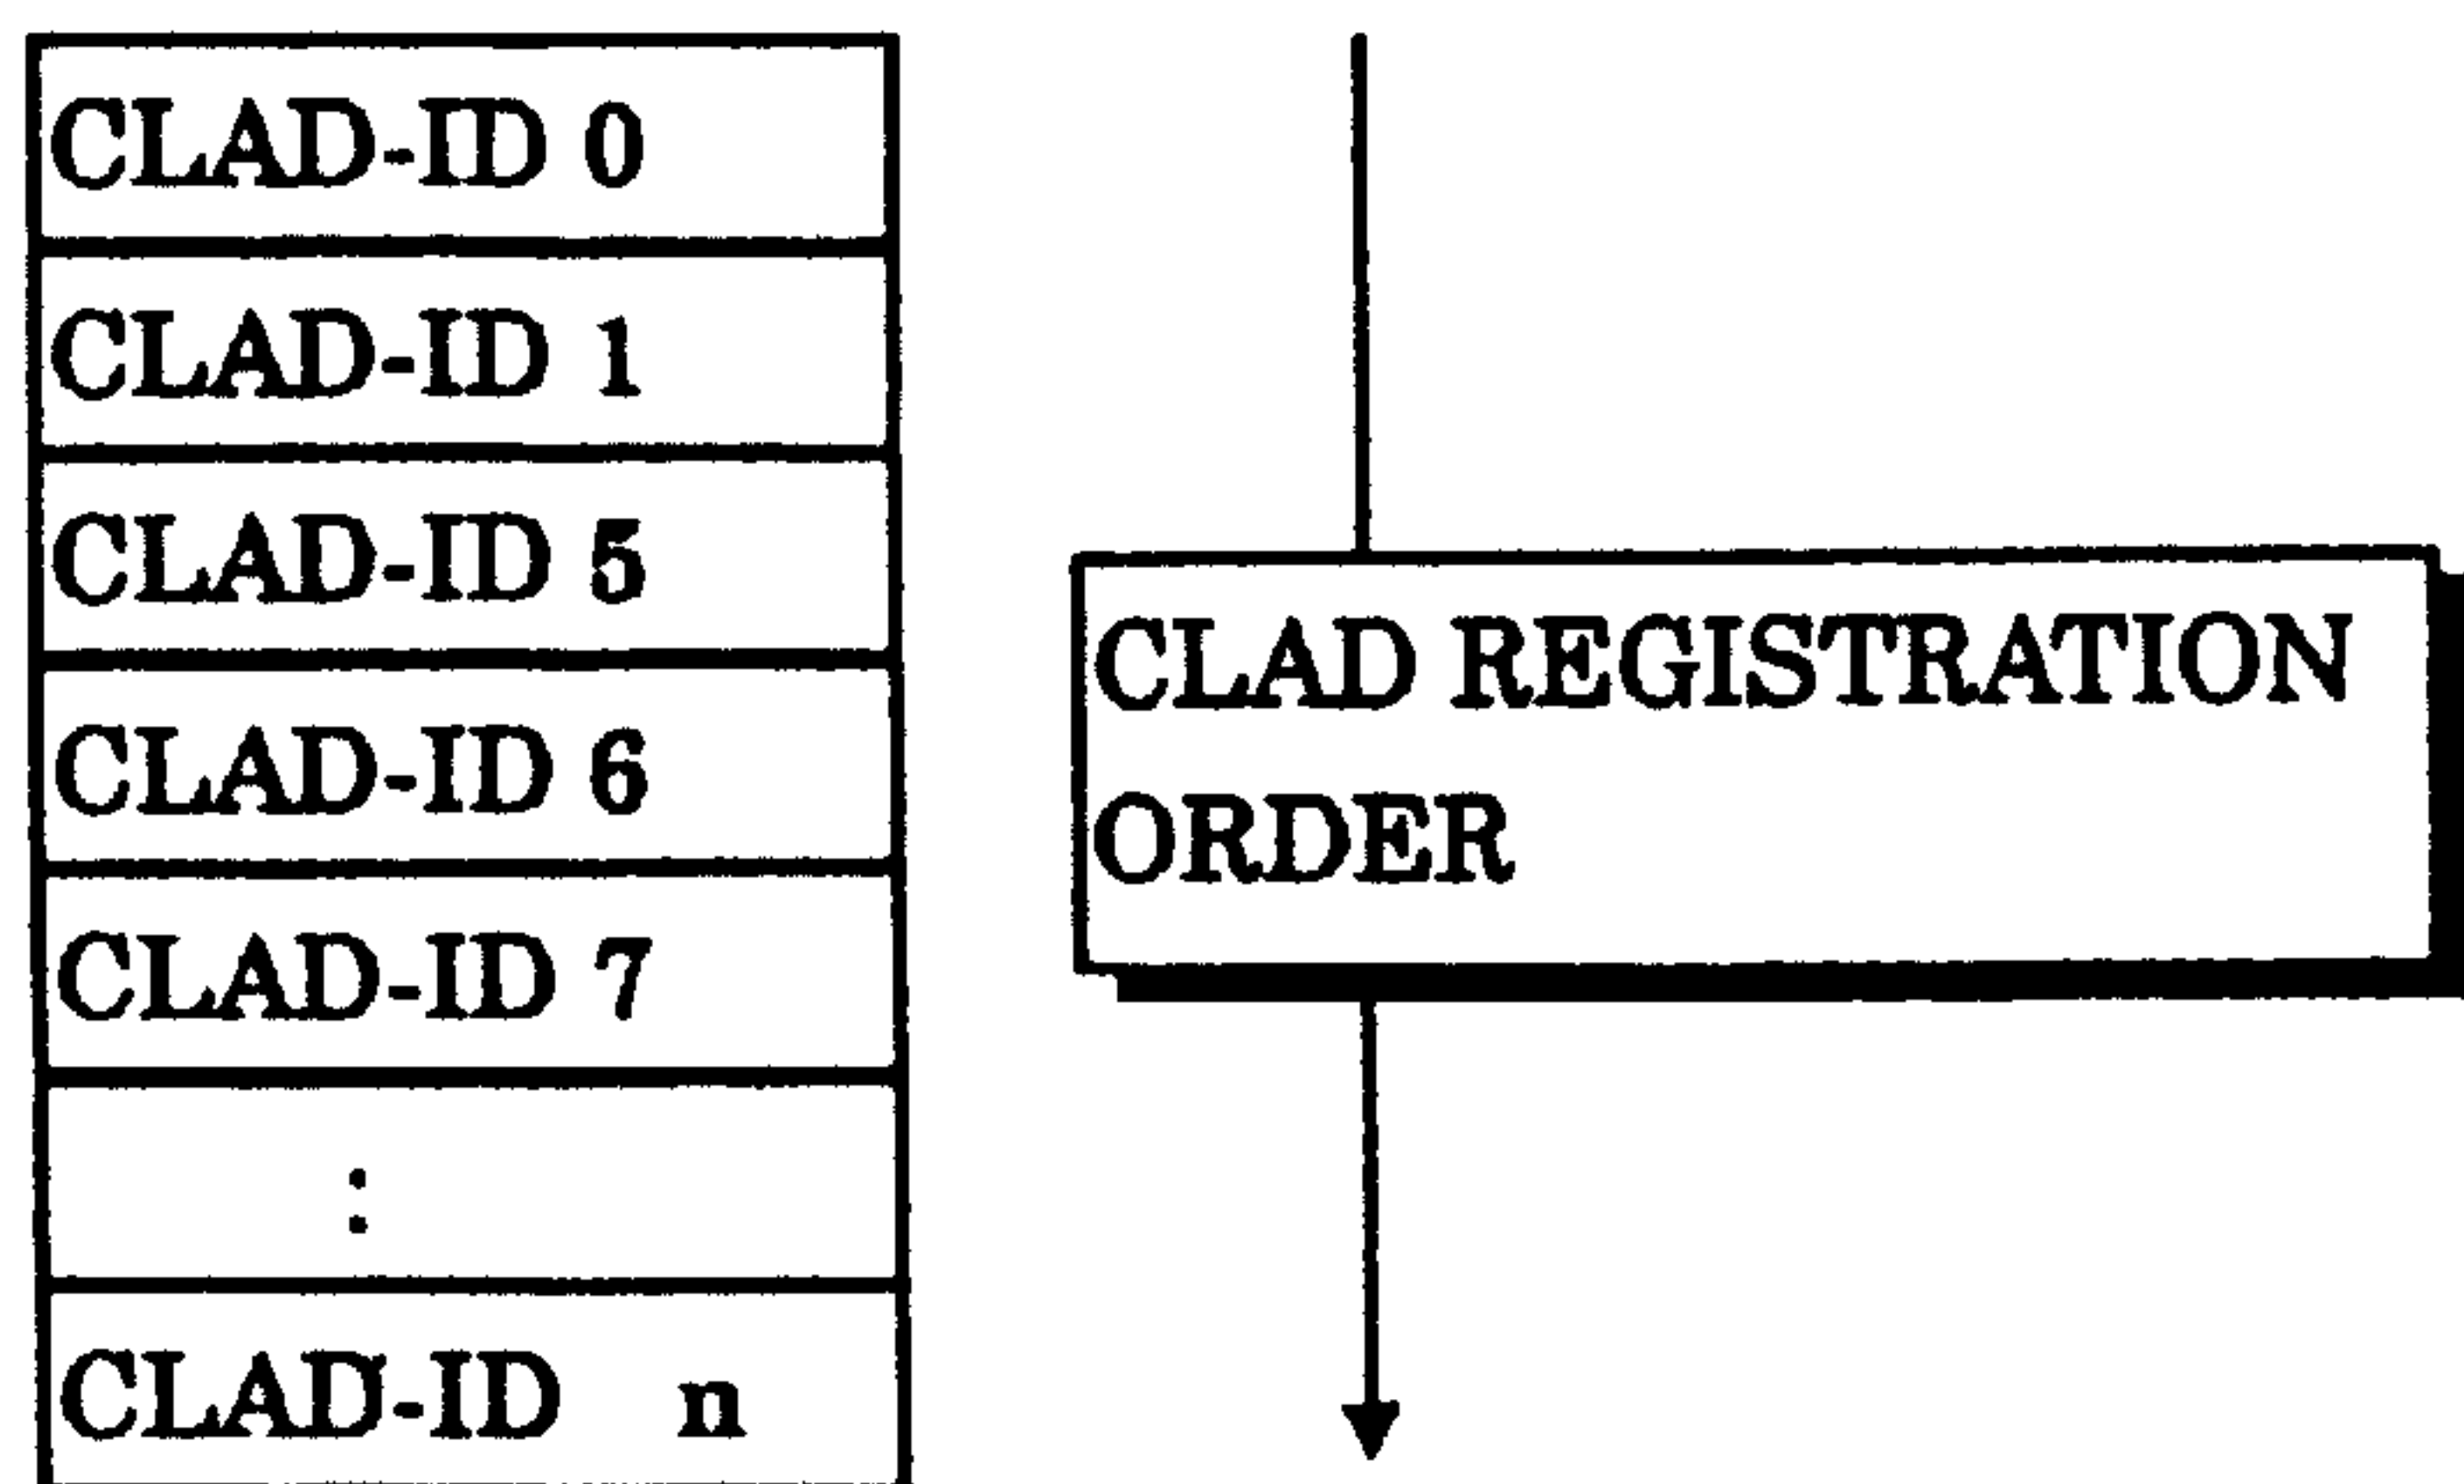 CLAD-ID 0
CLAD-ID 1
CLAD-ID 5
CLAD-ID 6
CLAD-ID 7
:
CLAD-ID n
CLAD REGISTRATION
ORDER